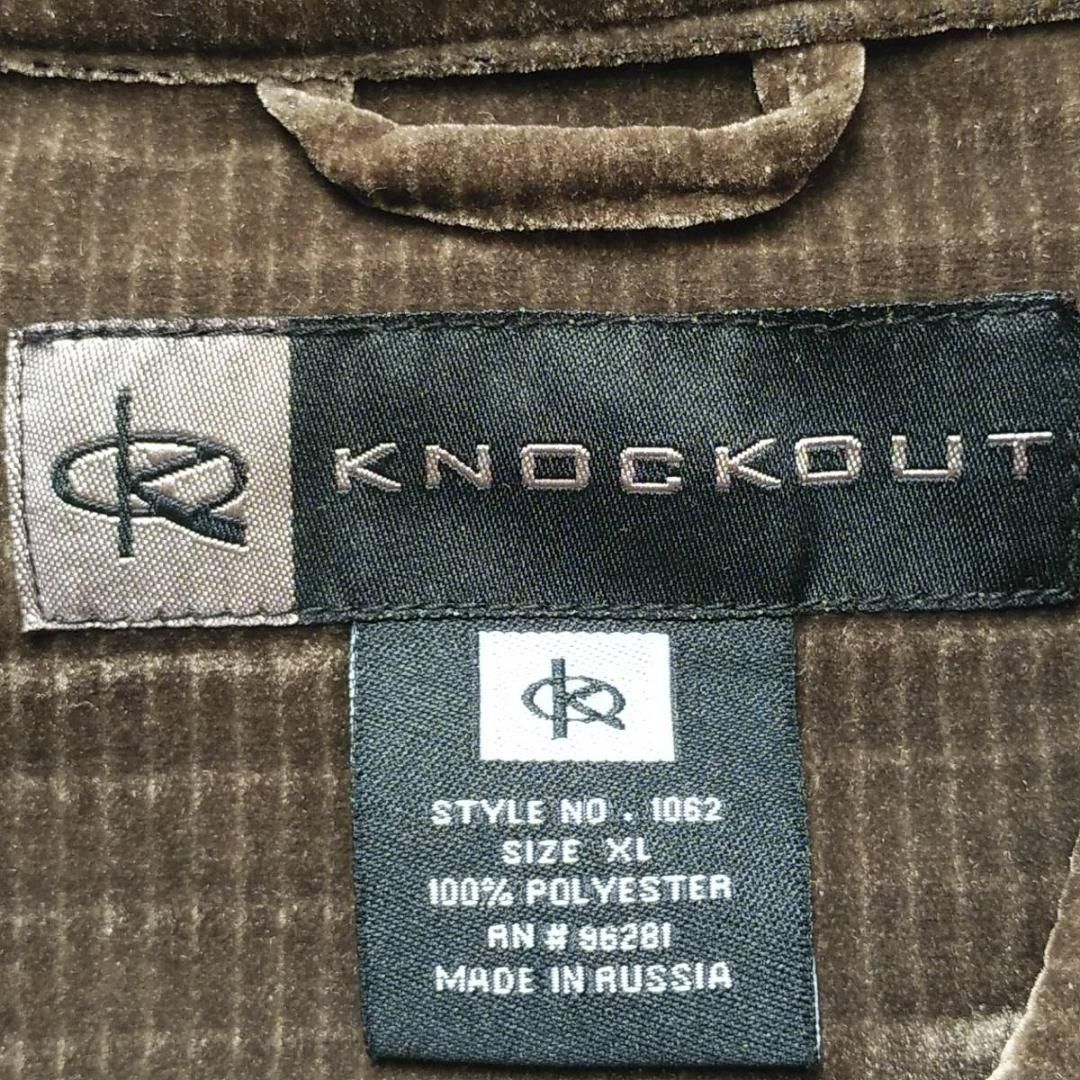 KNOCKOUT
STYLE NO. 1062
SIZE XL
100% POLYESTER
RN # 96281
MADE IN RUSSIA